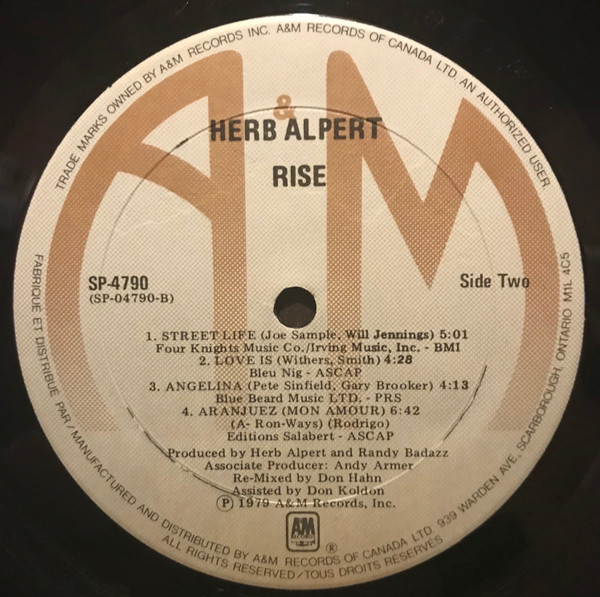 TRADE MARKS OWNED BY A&M RECORDS INC. A&M RECORDS OF CANADA LTD. AN AUTHORIZED USER.
&
A M
HERB ALPERT
RISE
SP-4790
(SP-04790-B)
Side Two
1. STREET LIFE (Joe Sample, Will Jennings) 5:01
Four Knights Music Co./Irving Music, Inc. - BMI
2. LOVE IS (Withers, Smith) 4:28
Bleu Nig - ASCAP
3. ANGELINA (Pete Sinfield, Gary Brooker) 4:13
Blue Beard Music LTD. - PRS
4. ARANJUEZ (MON AMOUR) 6:42
(A- Ron-Ways) (Rodrigo)
Editions Salabert - ASCAP
Produced by Herb Alpert and Randy Badazz
Associate Producer: Andy Armer
Re-Mixed by Don Hahn
Assisted by Don Koldon
Ⓟ 1979 A&M Records, Inc.
A&M
®
FABRIQUÉ ET DISTRIBUÉ PAR / MANUFACTURED AND DISTRIBUTED BY A&M RECORDS OF CANADA LTD 939 WARDEN AVE., SCARBOROUGH, ONTARIO M1L 4C5
ALL RIGHTS RESERVED/TOUS DROITS RESERVÉS